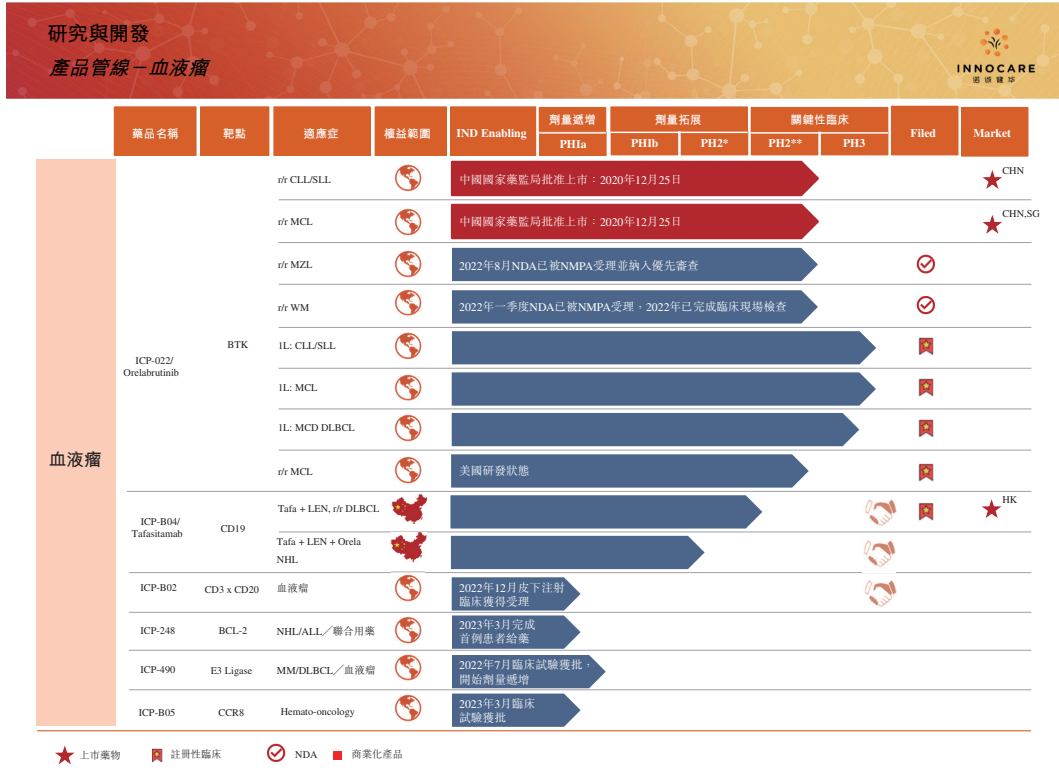 研究與開發
產品管線－血液瘤
INNOCARE
诺诚健华
藥品名稱
靶點
適應症
權益範圍
IND Enabling
劑量遞增
劑量拓展
關鍵性臨床
Filed
Market
PHIa
PHIb
PH2*
PH2**
PH3
血液瘤
ICP-022/
Orelabrutinib
BTK
r/r CLL/SLL
中國國家藥監局批准上市：2020年12月25日
CHN
r/r MCL
中國國家藥監局批准上市：2020年12月25日
CHN,SG
r/r MZL
2022年8月NDA已被NMPA受理並納入優先審查
r/r WM
2022年一季度NDA已被NMPA受理，2022年已完成臨床現場檢查
1L: CLL/SLL
1L: MCL
1L: MCD DLBCL
r/r MCL
美國研發狀態
ICP-B04/
Tafasitamab
CD19
Tafa + LEN, r/r DLBCL
HK
Tafa + LEN + Orela
NHL
ICP-B02
CD3 x CD20
血液瘤
2022年12月皮下注射
臨床獲得受理
ICP-248
BCL-2
NHL/ALL／聯合用藥
2023年3月完成
首例患者給藥
ICP-490
E3 Ligase
MM/DLBCL／血液瘤
2022年7月臨床試驗獲批，
開始劑量遞增
ICP-B05
CCR8
Hemato-oncology
2023年3月臨床
試驗獲批
上市藥物
註冊性臨床
NDA
商業化產品